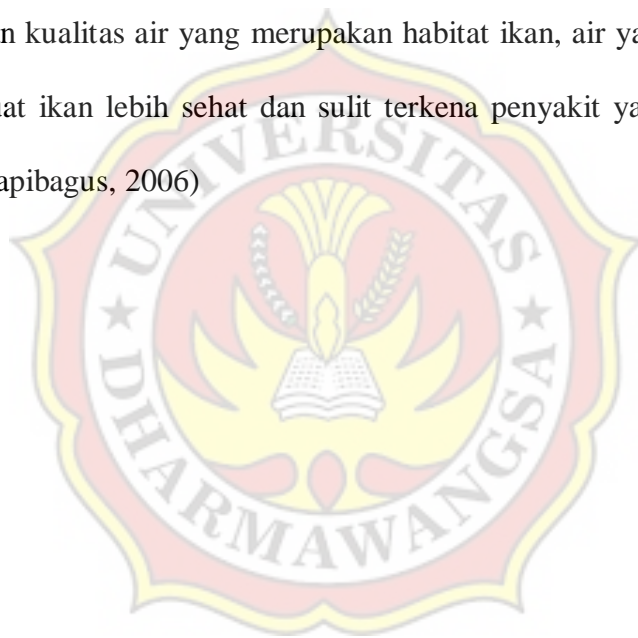 n kualitas air yang merupakan habitat ikan, air ya
at ikan lebih sehat dan sulit terkena penyakit ya
apibagus, 2006)
UNIVERSITAS
DHARMAWANGSA